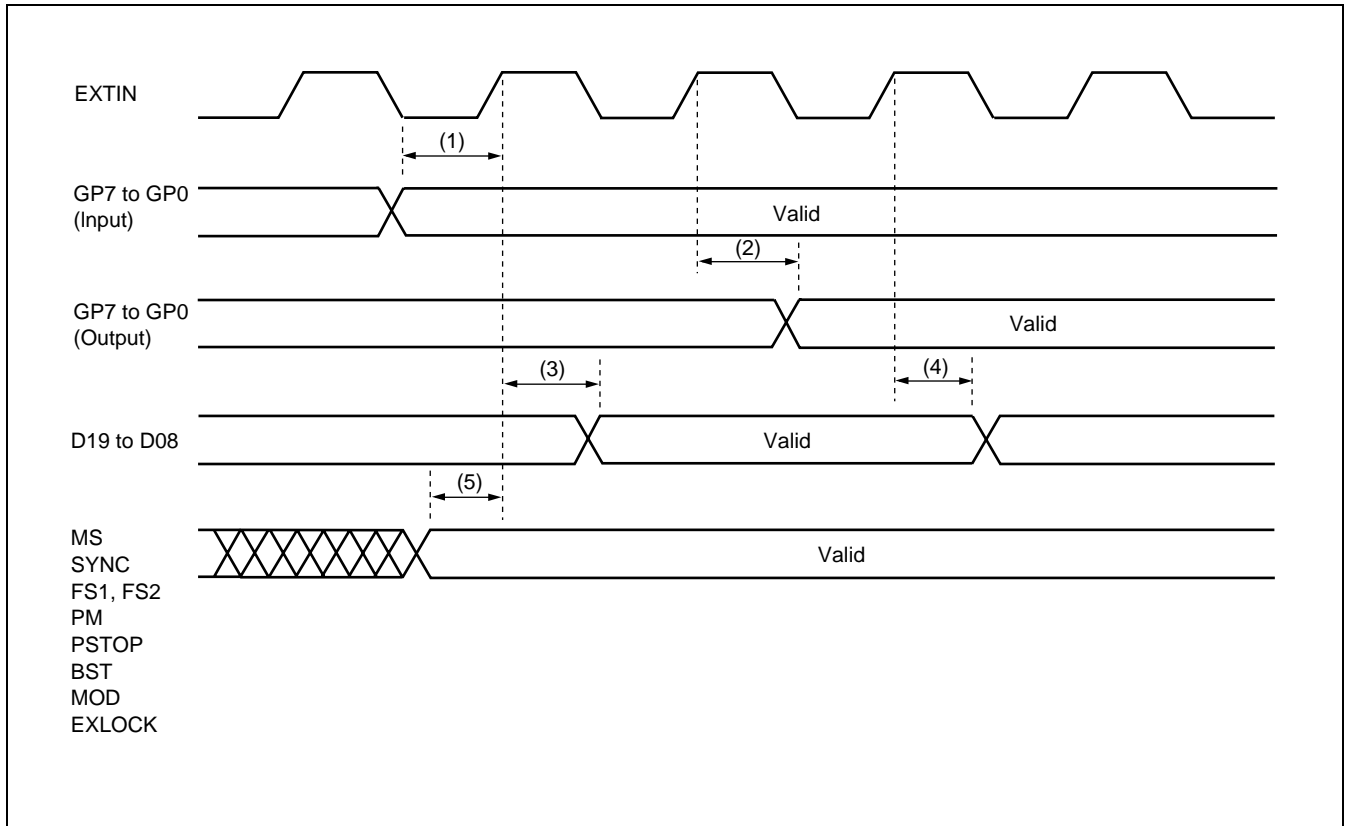 EXTIN
(1)
GP7 to GP0
(Input)
Valid
(2)
GP7 to GP0
(Output)
Valid
(3)
(4)
D19 to D08
Valid
(5)
MS
SYNC
FS1, FS2
PM
PSTOP
BST
MOD
EXLOCK
Valid